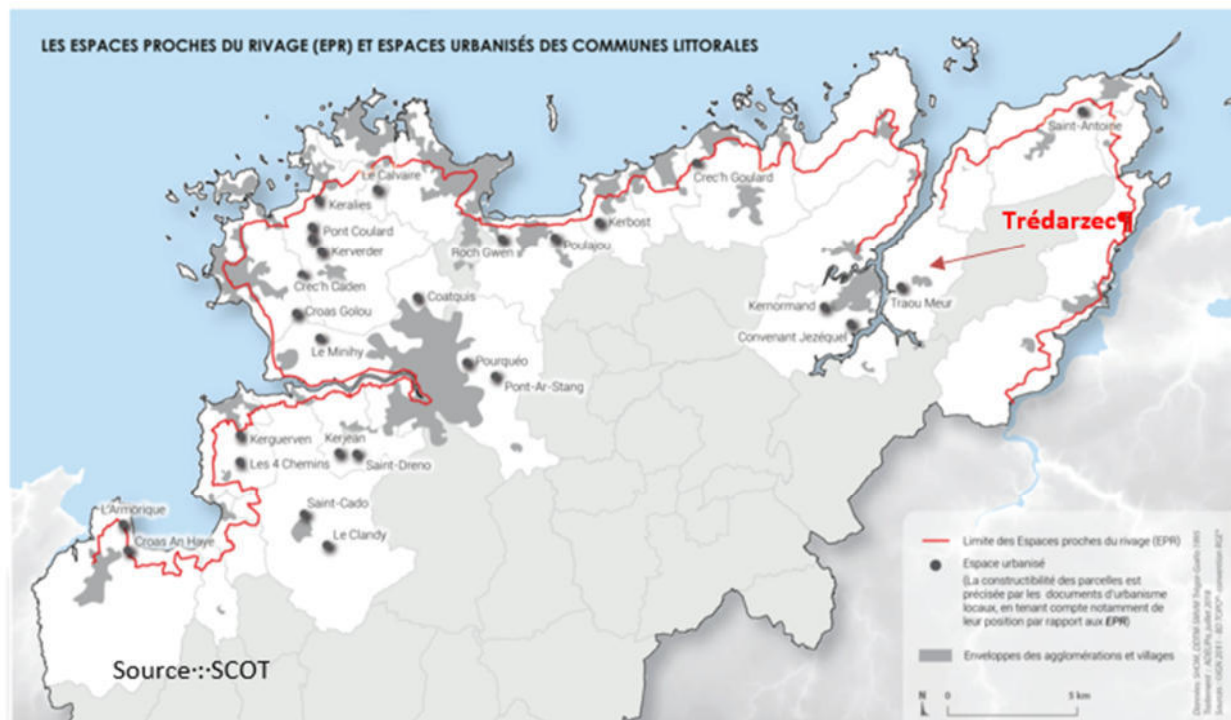 LES ESPACES PROCHES DU RIVAGE (EPR) ET ESPACES URBANISÉS DES COMMUNES LITTORALES
Saint-Antoine
Crec'h Goulard
Le Calvaire
Keralies
Trédarzec¶
Kerbost
Pont Coulard
Poulajou
Roch Gwen
Kerverder
Crec'h Caden
Coatquis
Traou Meur
Kernormand
Croas Golou
Convenant Jezéquel
Le Minihy
Pourquéo
Pont-Ar-Stang
Kerguerven
Kerjean
Les 4 Chemins
Saint-Dreno
Saint-Cado
L'Armorique
Le Clandy
Croas An Haye
Limite des Espaces proches du rivage (EPR)
Espace urbanisé
(La constructibilité des parcelles est
précisée par les documents d'urbanisme
locaux, en tenant compte notamment de
leur position par rapport aux EPR)
Enveloppes des agglomérations et villages
Source·:·SCOT
N 0 5 km